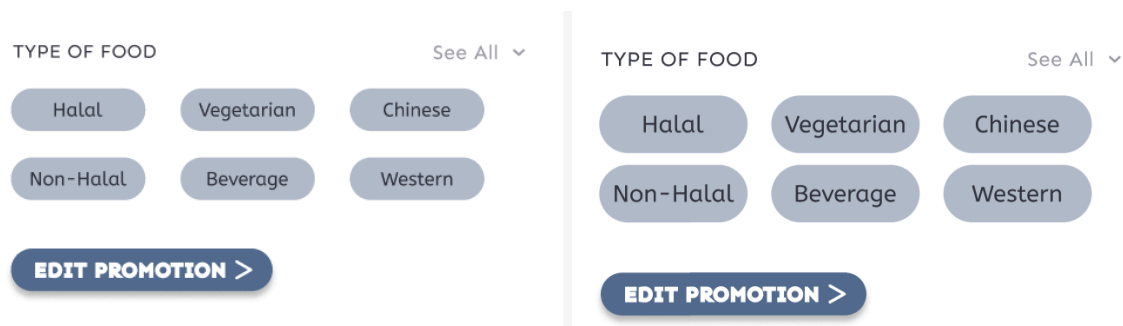 TYPE OF FOOD See All
Halal Vegetarian Chinese
Non-Halal Beverage Western
EDIT PROMOTION >
TYPE OF FOOD See All
Halal Vegetarian Chinese
Non-Halal Beverage Western
EDIT PROMOTION >